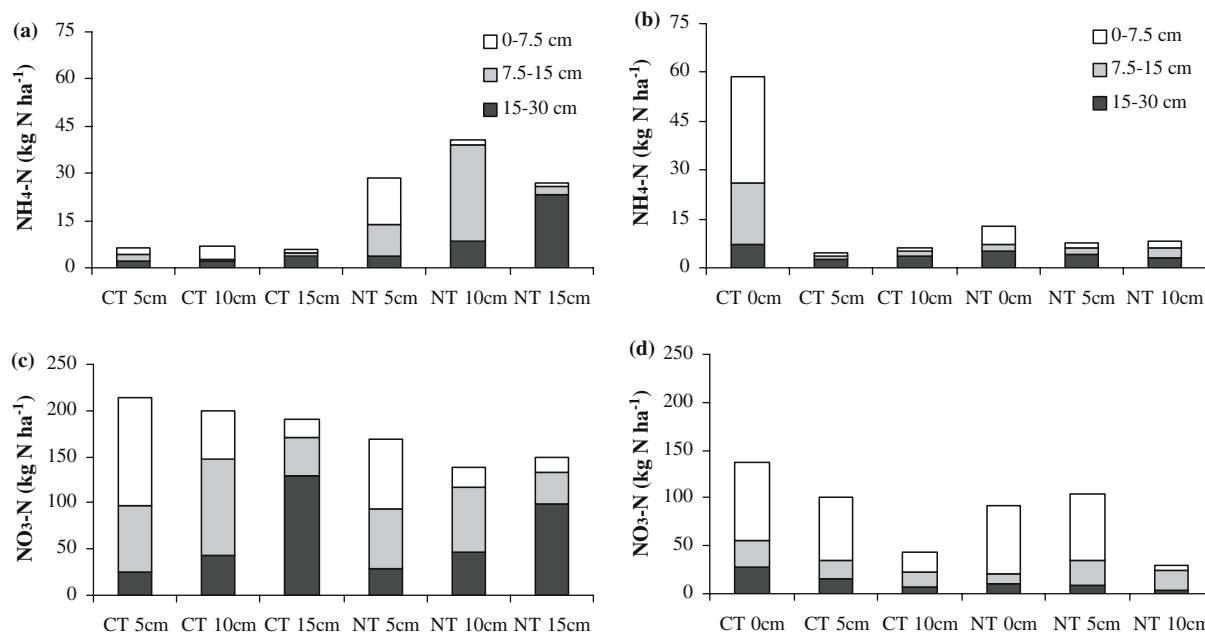 (a)
75
60
45
30
15
0
NH4-N (kg N ha-1)
0-7.5 cm
7.5-15 cm
15-30 cm
CT 5cm CT 10cm CT 15cm NT 5cm NT 10cm NT 15cm
(b)
75
60
45
30
15
0
NH4-N (kg N ha-1)
0-7.5 cm
7.5-15 cm
15-30 cm
CT 0cm CT 5cm CT 10cm NT 0cm NT 5cm NT 10cm
(c)
250
200
150
100
50
0
NO3-N (kg N ha-1)
CT 5cm CT 10cm CT 15cm NT 5cm NT 10cm NT 15cm
(d)
250
200
150
100
50
0
NO3-N (kg N ha-1)
CT 0cm CT 5cm CT 10cm NT 0cm NT 5cm NT 10cm